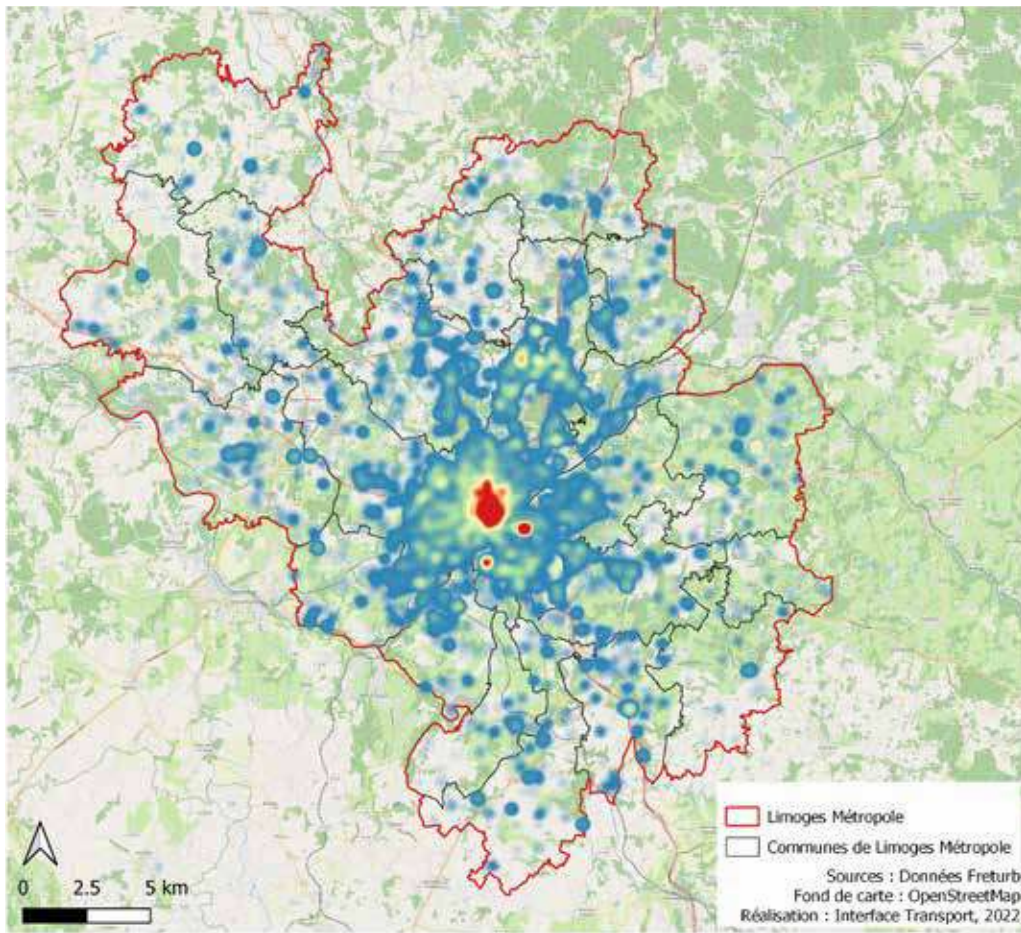 0 2.5 5 km
Limoges Métropole
Communes de Limoges Métropole
Sources : Données Freturb
Fond de carte : OpenStreetMap
Réalisation : Interface Transport, 2022